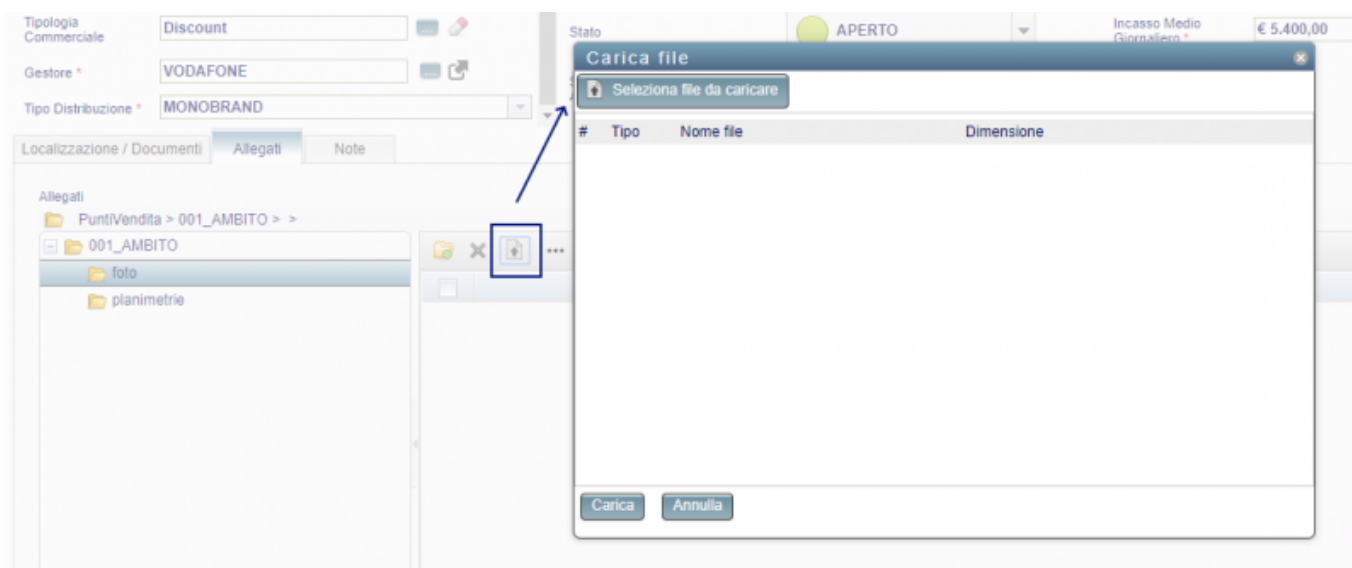 Tipologia
Commerciale
Discount
Stato
APERTO
Incasso Medio
Giornaliero *
€ 5.400,00
Gestore *
VODAFONE
Tipo Distribuzione *
MONOBRAND
Localizzazione / Documenti
Allegati
Note
Allegati
PuntiVendita > 001_AMBITO > >
001_AMBITO
foto
planimetrie
Carica file
Seleziona file da caricare
# Tipo Nome file Dimensione
Carica Annulla